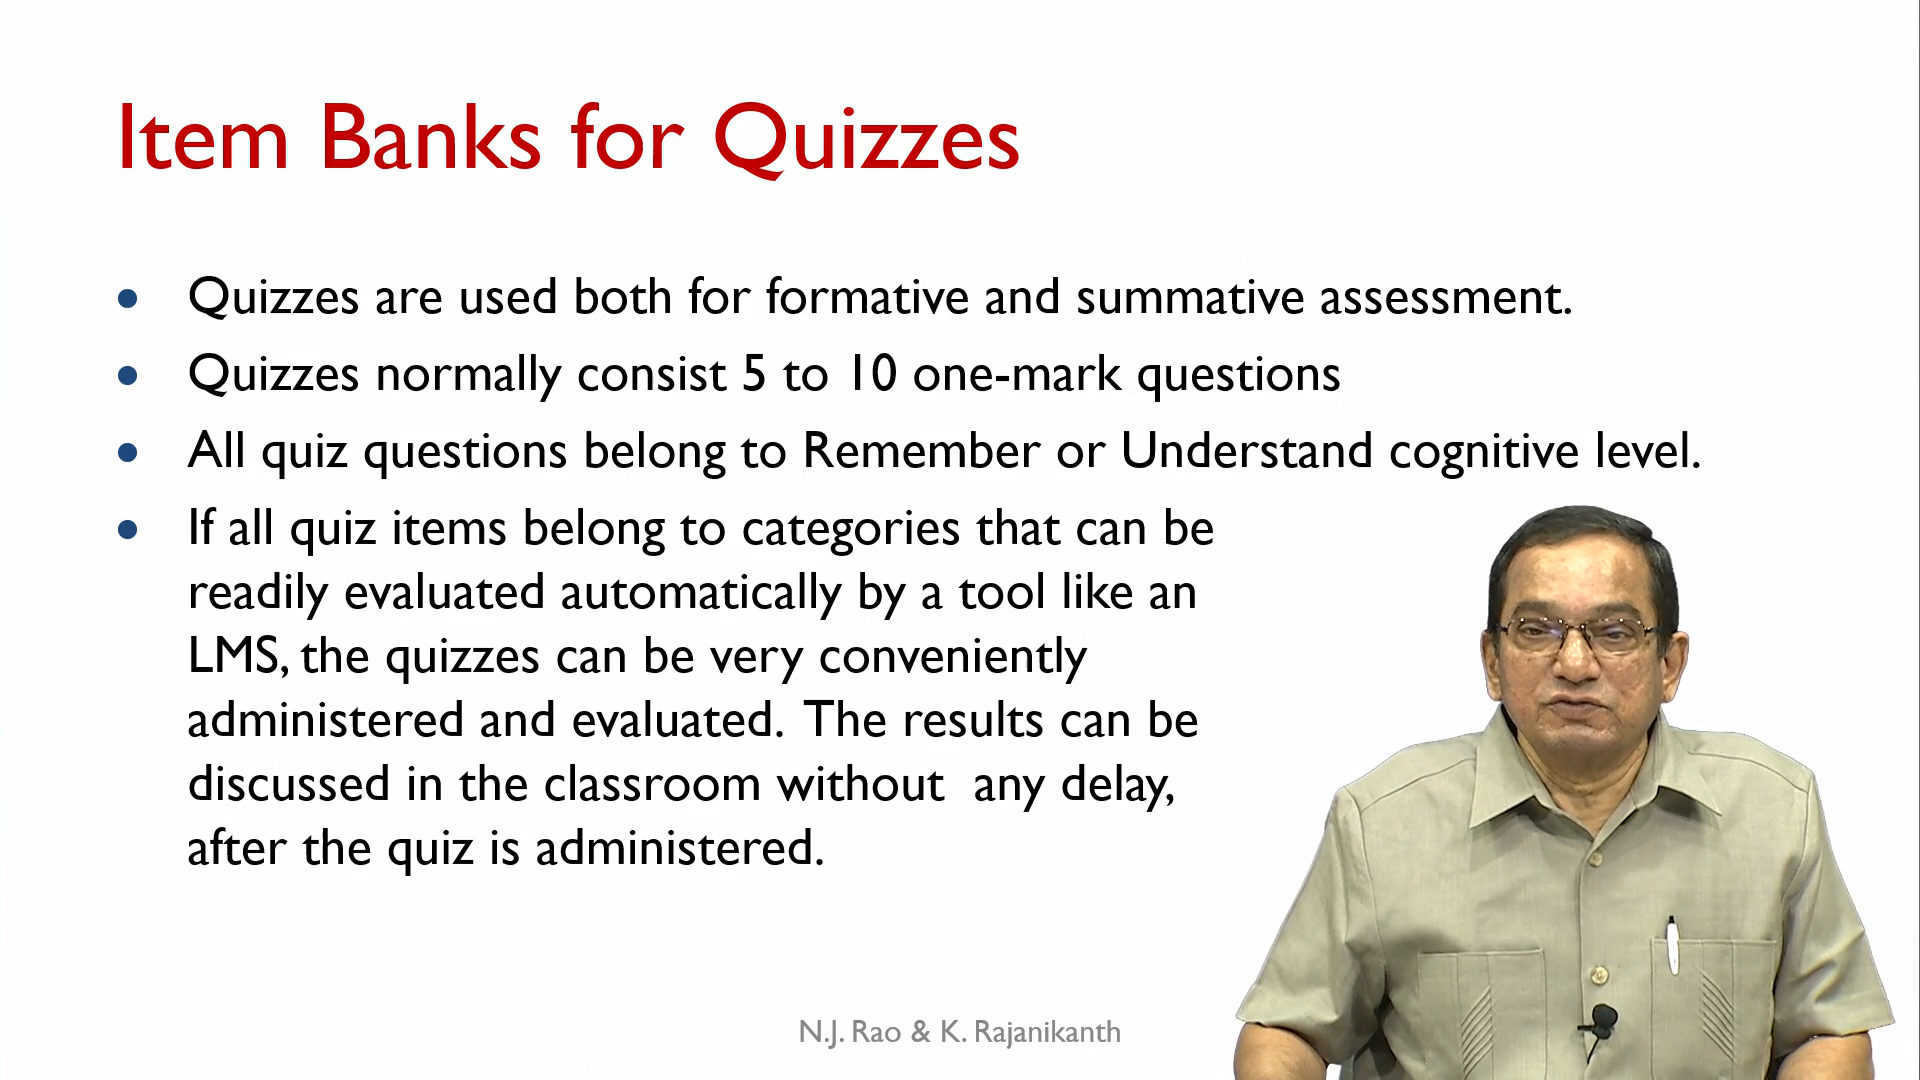 Item Banks for Quizzes
• Quizzes are used both for formative and summative assessment.
• Quizzes normally consist 5 to 10 one-mark questions
• All quiz questions belong to Remember or Understand cognitive level.
• If all quiz items belong to categories that can be
readily evaluated automatically by a tool like an
LMS, the quizzes can be very conveniently
administered and evaluated. The results can be
discussed in the classroom without any delay,
after the quiz is administered.
N.J. Rao & K. Rajanikanth